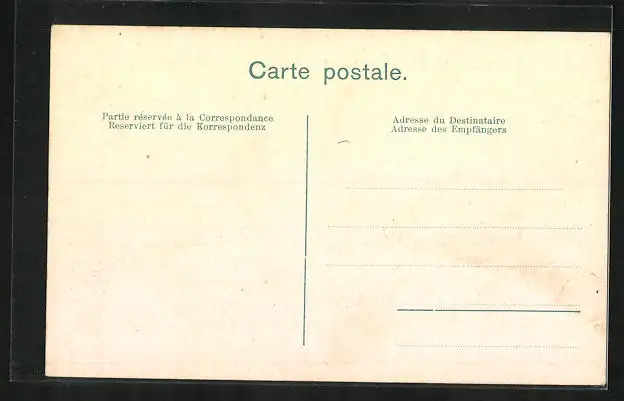 Carte postale.
Partie réservée à la Correspondance
Reserviert für die Korrespondenz
Adresse du Destinataire
Adresse des Empfängers